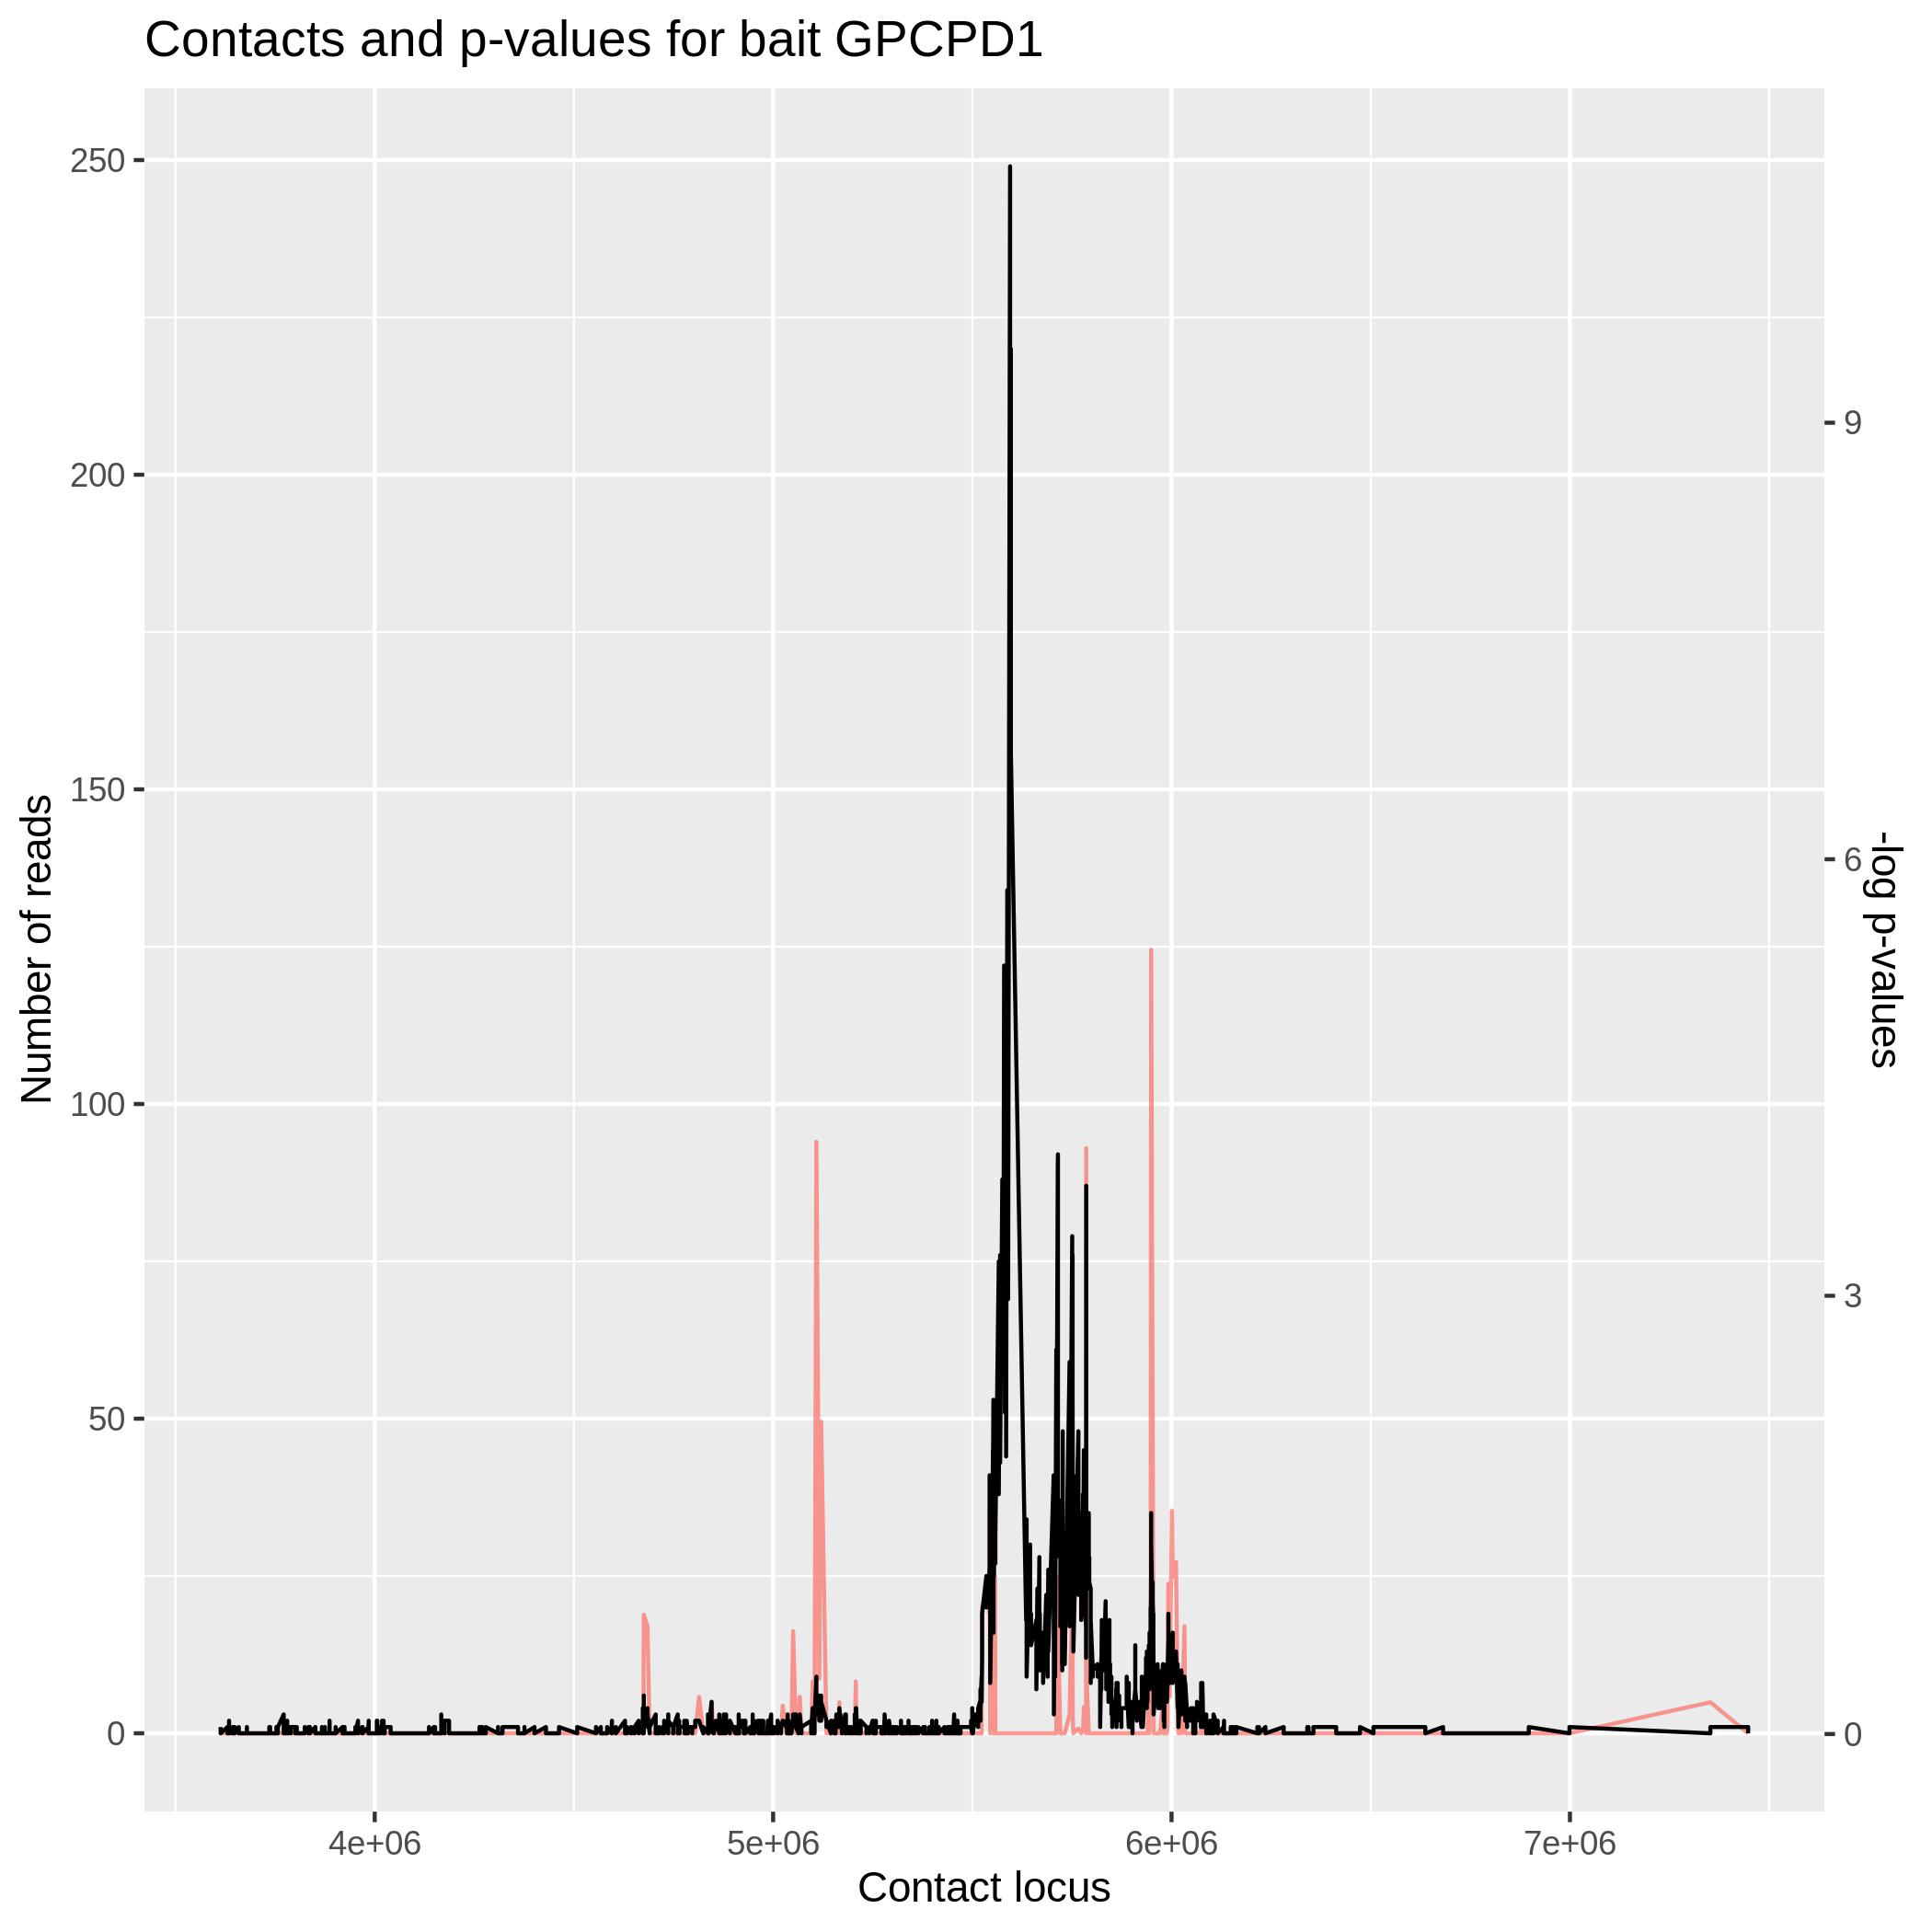 Contacts and p-values for bait GPCPD1
250
200
150
100
50
0
Number of reads
9
6
3
0
-log p-values
4e+06
5e+06
6e+06
7e+06
Contact locus